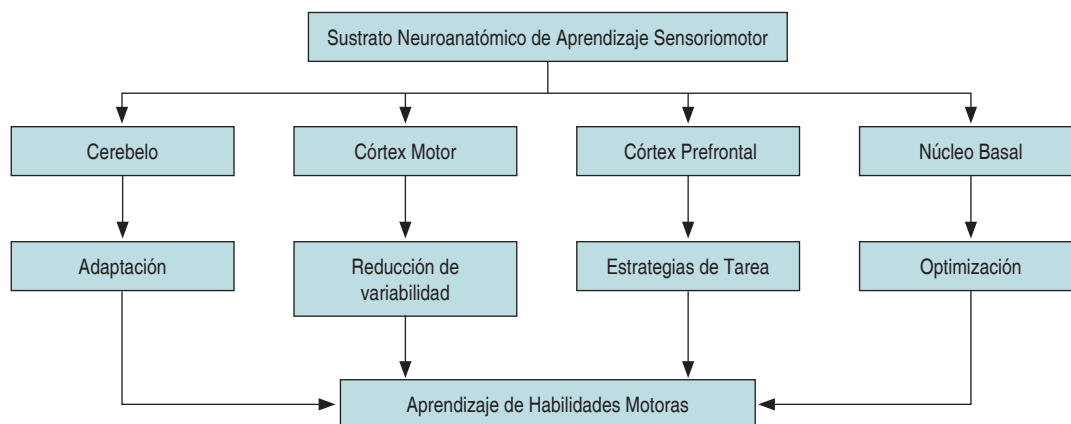 Sustrato Neuroanatómico de Aprendizaje Sensoriomotor
Cerebelo
Córtex Motor
Córtex Prefrontal
Núcleo Basal
Adaptación
Reducción de
variabilidad
Estrategias de Tarea
Optimización
Aprendizaje de Habilidades Motoras